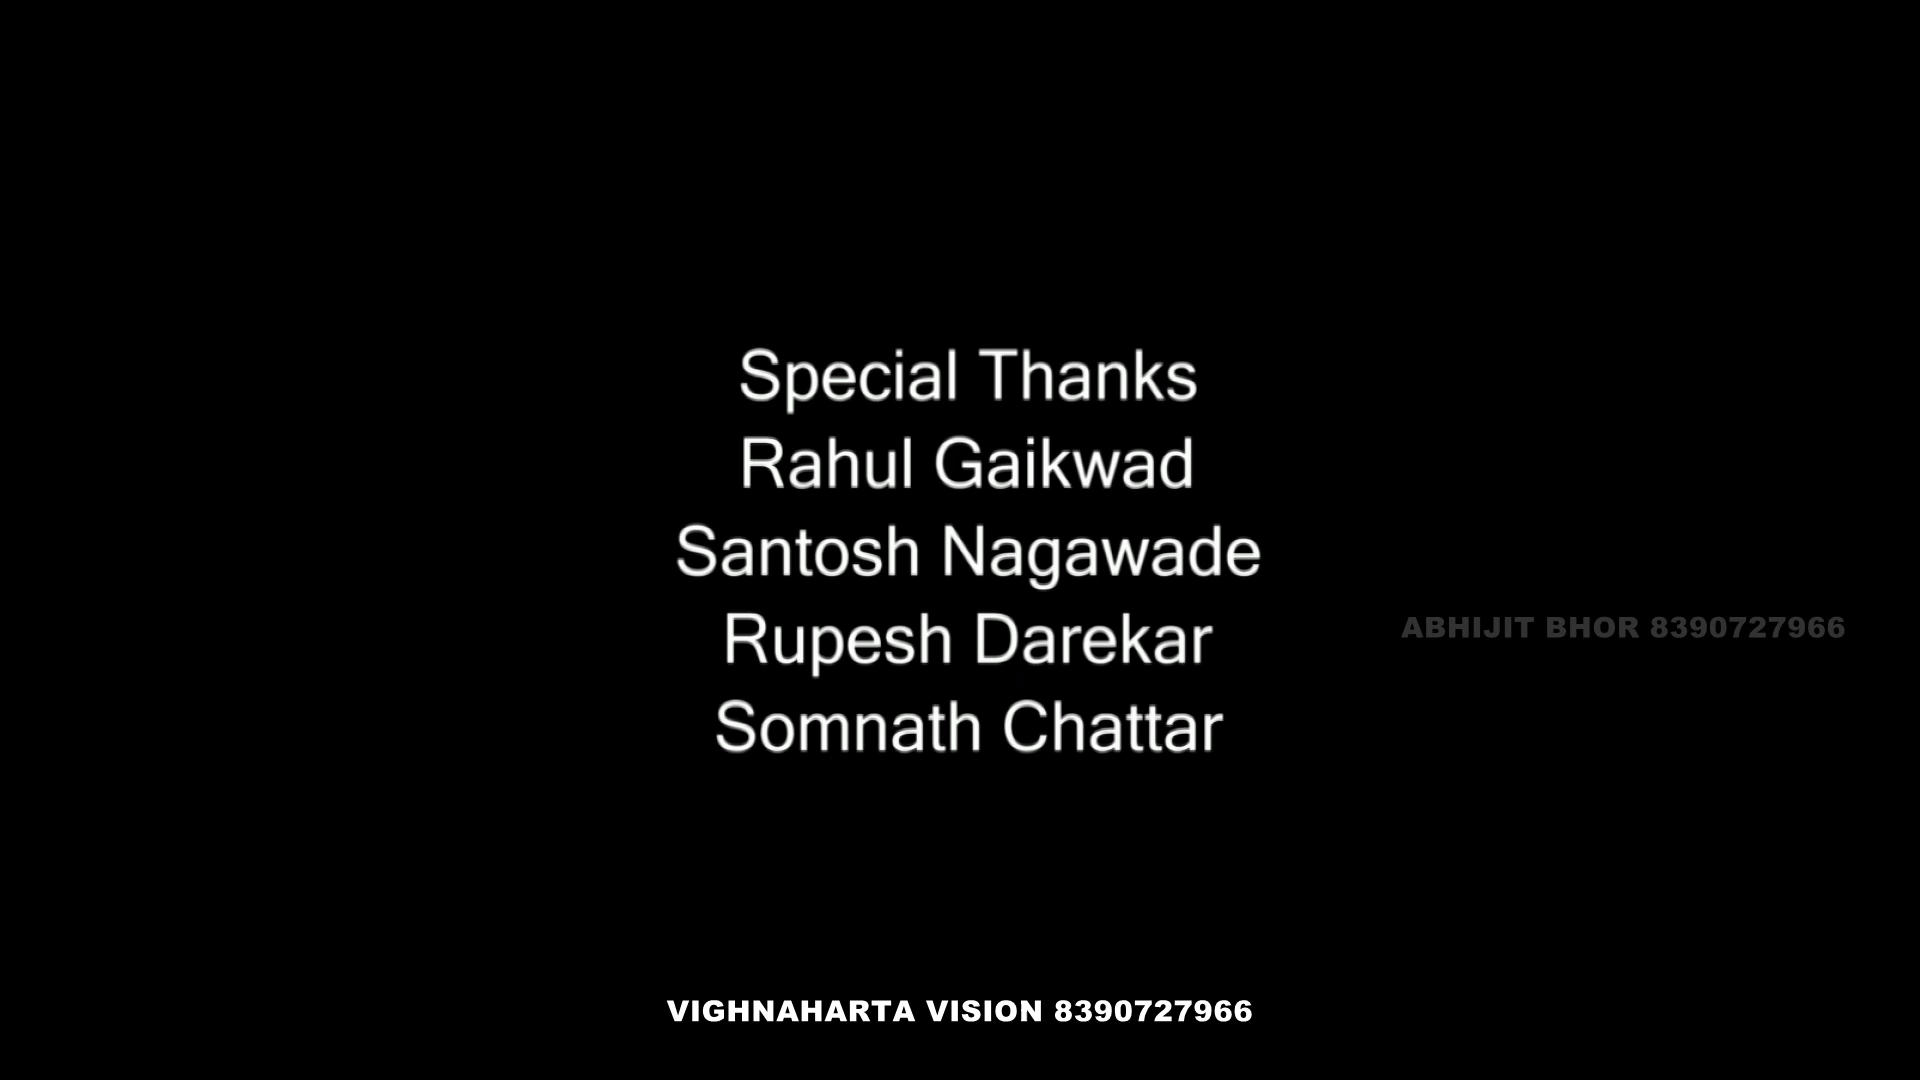 Special Thanks
Rahul Gaikwad
Santosh Nagawade
Rupesh Darekar
ABHIJIT BHOR 8390727966
Somnath Chattar
VIGHNAHARTA VISION 8390727966